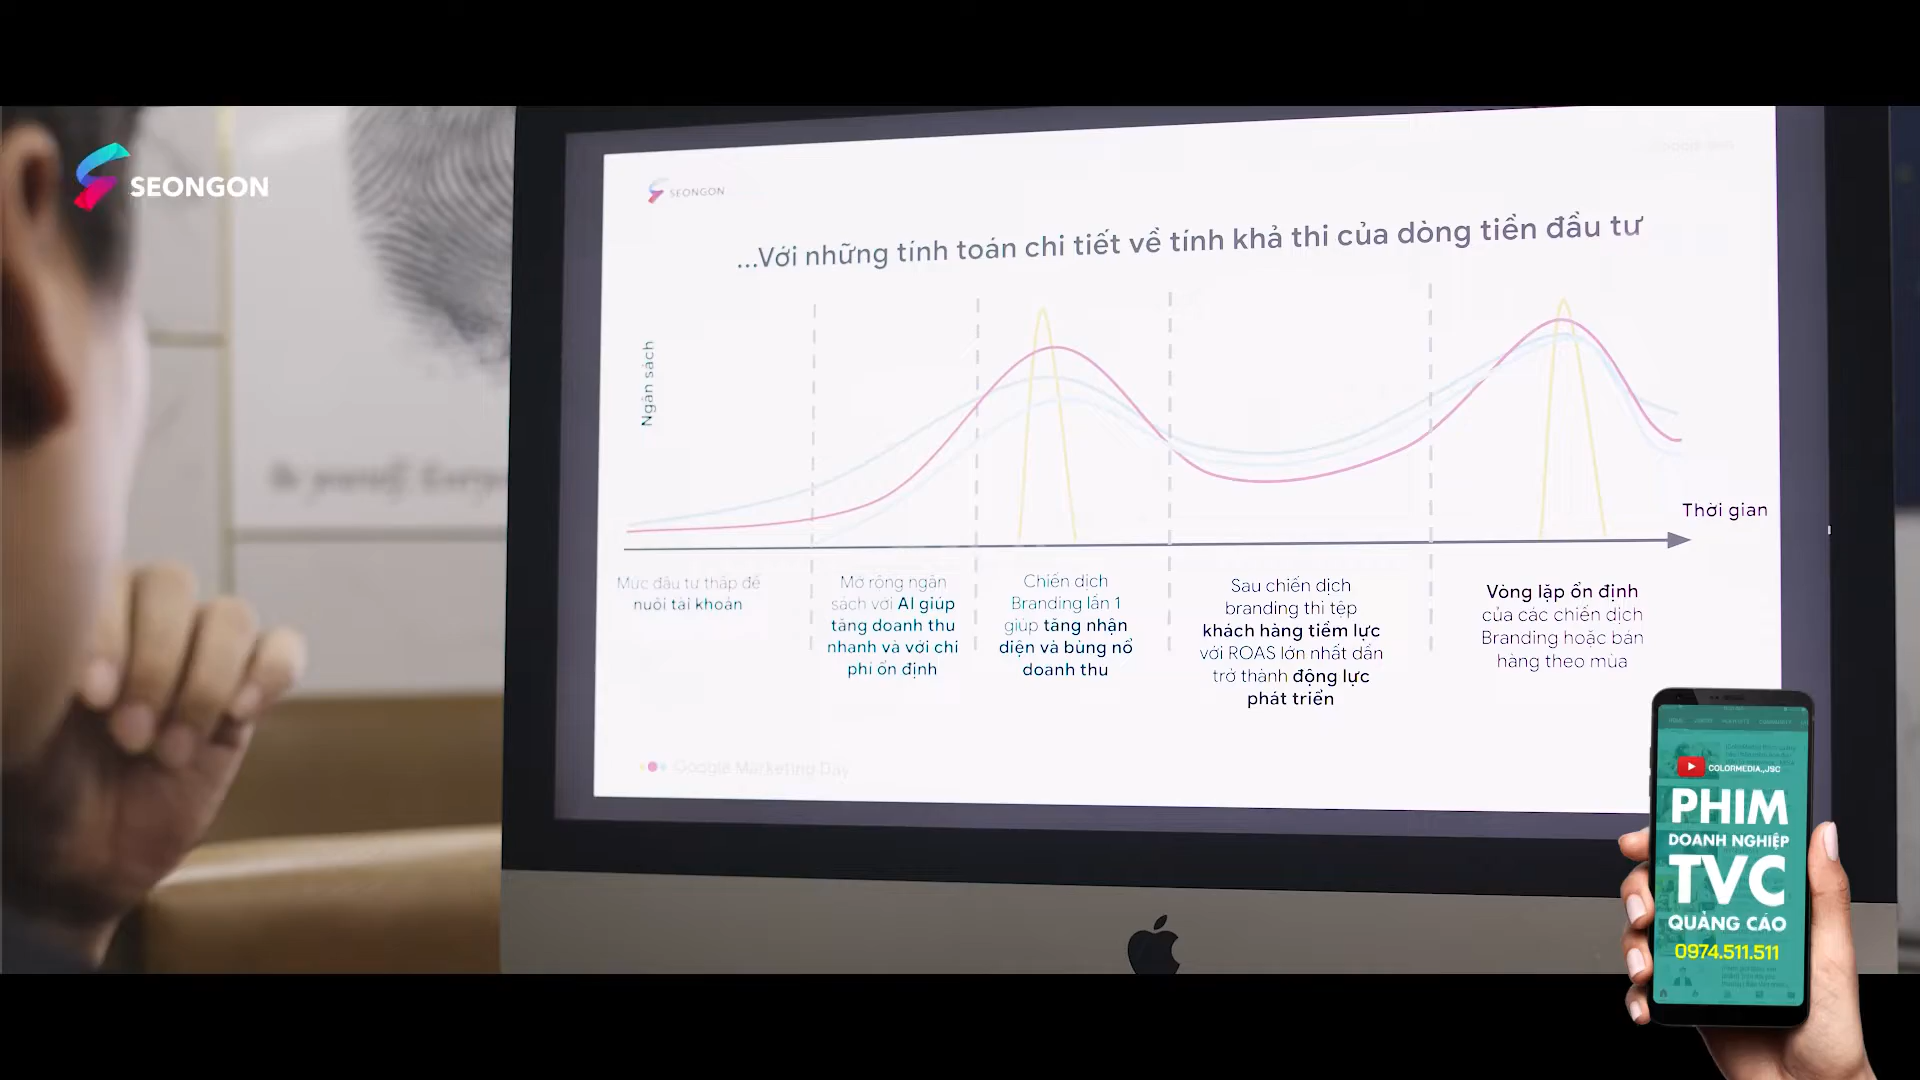 SEONGON
SEONGON
...Với những tính toán chi tiết về tính khả thi của dòng tiền đầu tư
Ngân sách
Thời gian
Mức đầu tư thấp để
nuôi tài khoản
Mở rộng ngân
sách với AI giúp
tăng doanh thu
nhanh và với chi
phí ổn định
Chiến dịch
Branding lần 1
giúp tăng nhận
diện và bùng nổ
doanh thu
Sau chiến dịch
branding thì tệp
khách hàng tiềm lực
với ROAS lớn nhất dần
trở thành động lực
phát triển
Vòng lặp ổn định
của các chiến dịch
Branding hoặc bán
hàng theo mùa
Google Marketing Day
COLORMEDIA.,JSC
PHIM
DOANH NGHIỆP
TVC
QUẢNG CÁO
0974.511.511